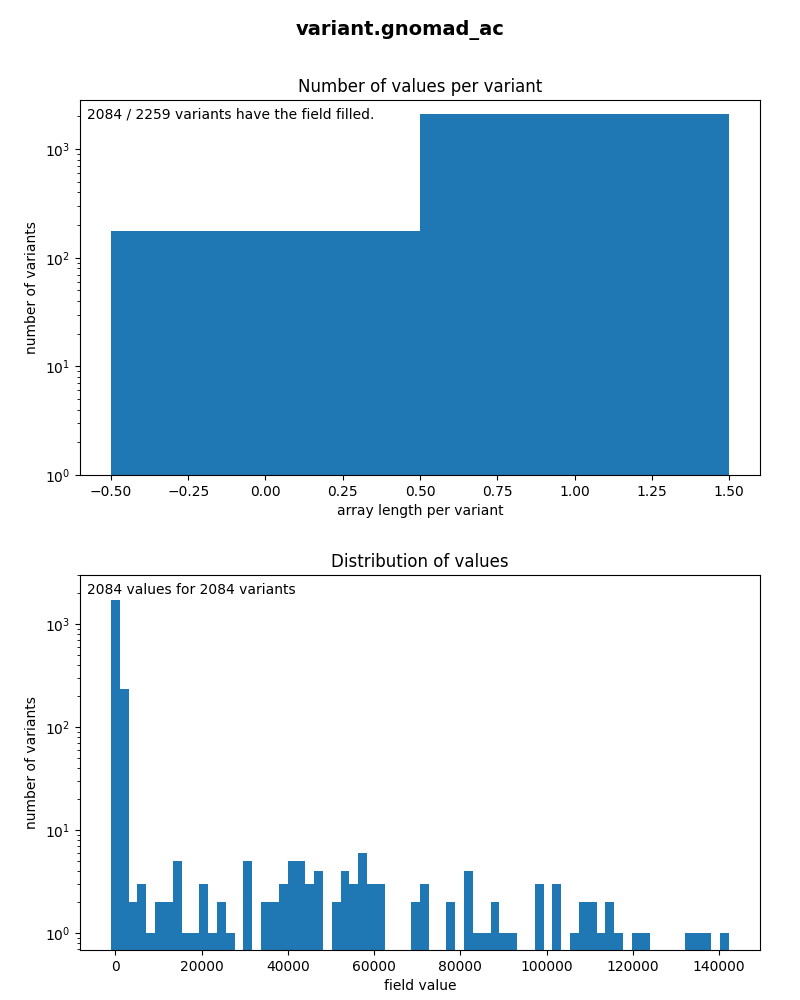 variant.gnomad_ac
Number of values per variant
2084 / 2259 variants have the field filled.
number of variants
10³
10²
10¹
10⁰
−0.50 −0.25 0.00 0.25 0.50 0.75 1.00 1.25 1.50
array length per variant
Distribution of values
2084 values for 2084 variants
number of variants
10³
10²
10¹
10⁰
0 20000 40000 60000 80000 100000 120000 140000
field value